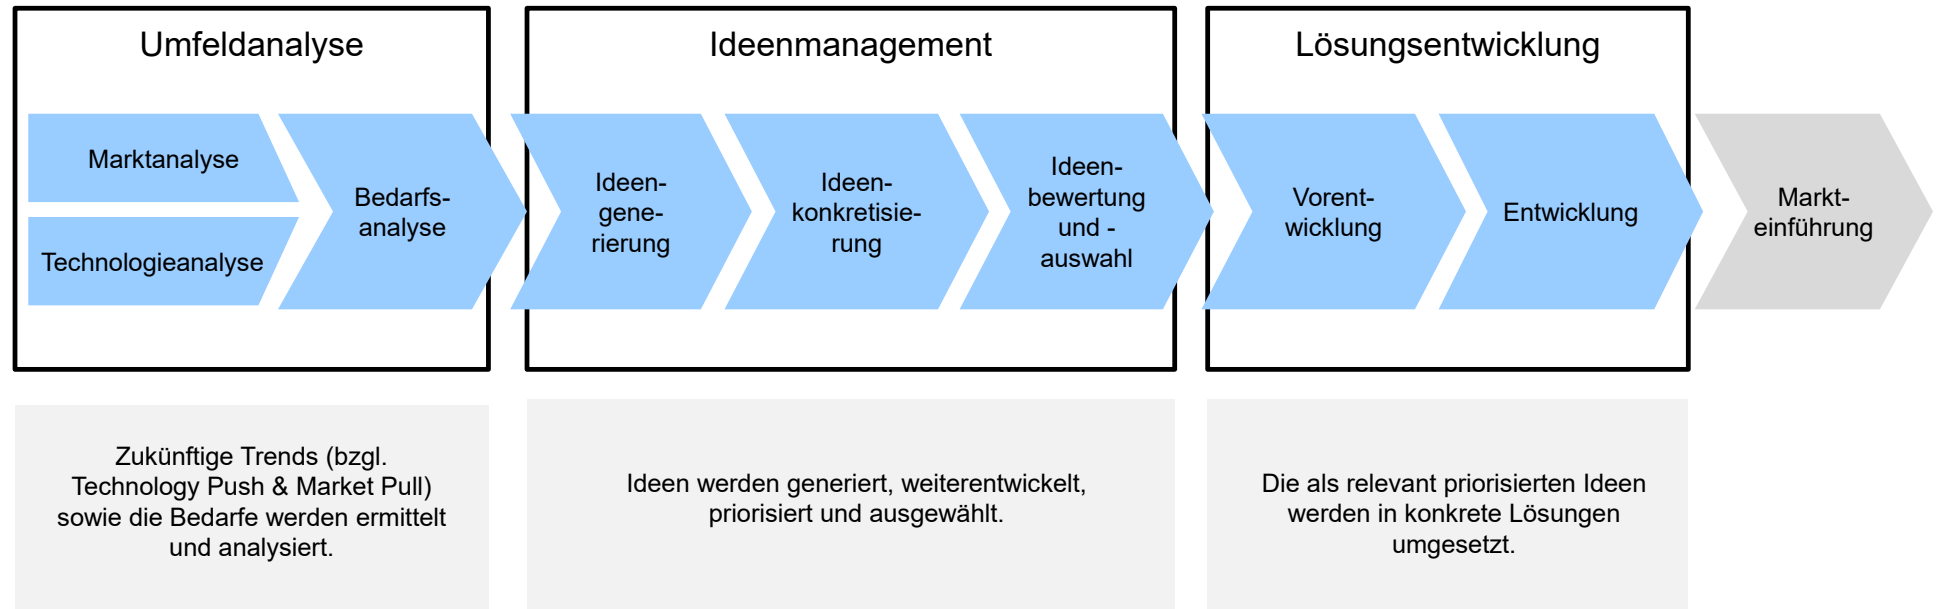 Umfeldanalyse
Marktanalyse
Technologieanalyse
Bedarfs-
analyse
Ideenmanagement
Ideen-
gene-
rierung
Ideen-
konkretisie-
rung
Ideen-
bewertung
und -
auswahl
Lösungsentwicklung
Vorent-
wicklung
Entwicklung
Markt-
einführung
Zukünftige Trends (bzgl.
Technology Push & Market Pull)
sowie die Bedarfe werden ermittelt
und analysiert.
Ideen werden generiert, weiterentwickelt,
priorisiert und ausgewählt.
Die als relevant priorisierten Ideen
werden in konkrete Lösungen
umgesetzt.